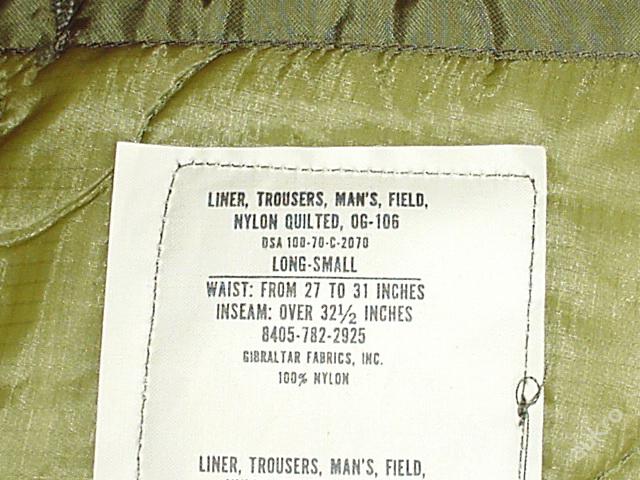 LINER, TROUSERS, MAN'S, FIELD,
NYLON QUILTED, OG-106
DSA 100-70-C-2070
LONG-SMALL
WAIST: FROM 27 TO 31 INCHES
INSEAM: OVER 32½ INCHES
8405-782-2925
GIBRALTAR FABRICS, INC.
100% NYLON
LINER, TROUSERS, MAN'S, FIELD,